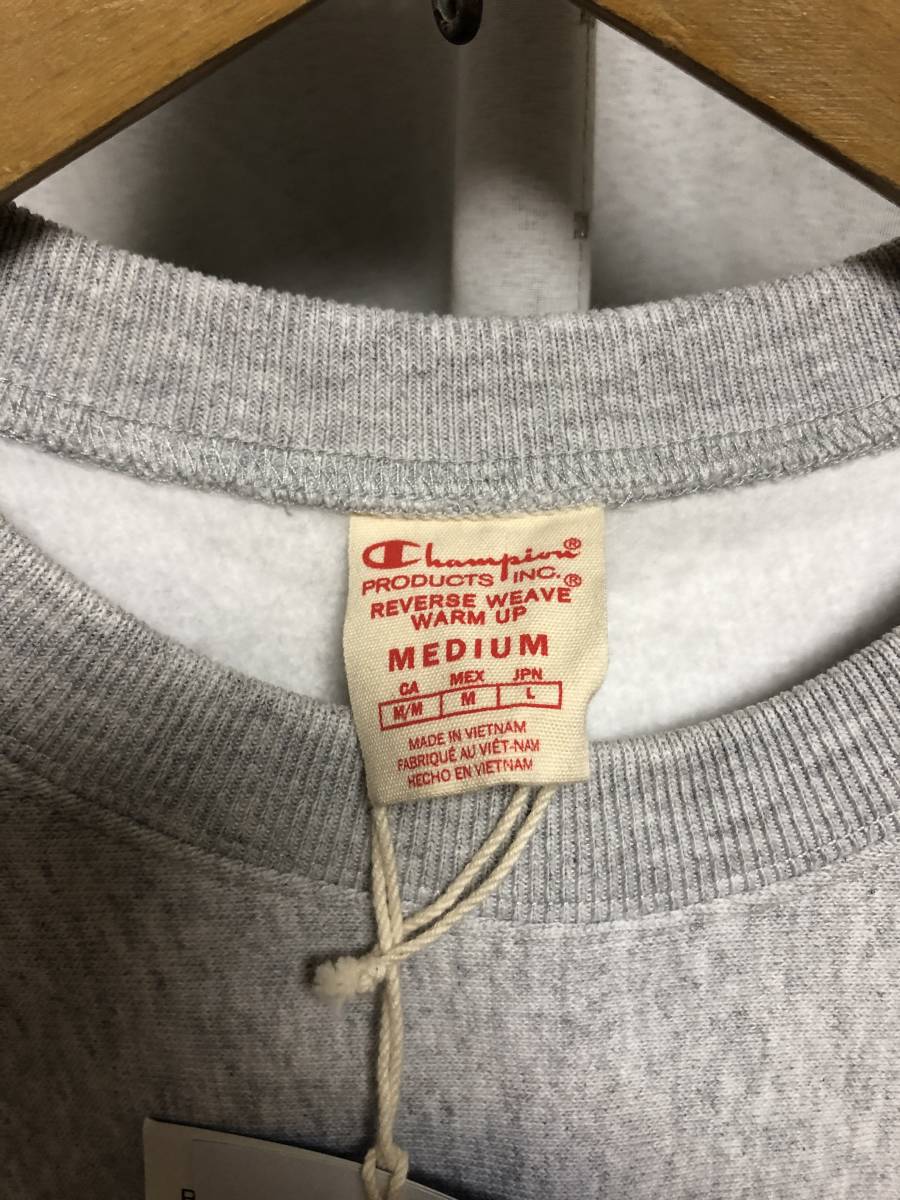 Champion®
PRODUCTS INC.®
REVERSE WEAVE
WARM UP
MEDIUM
CA MEX JPN
M/M M L
MADE IN VIETNAM
FABRIQUÉ AU VIÊT-NAM
HECHO EN VIETNAM